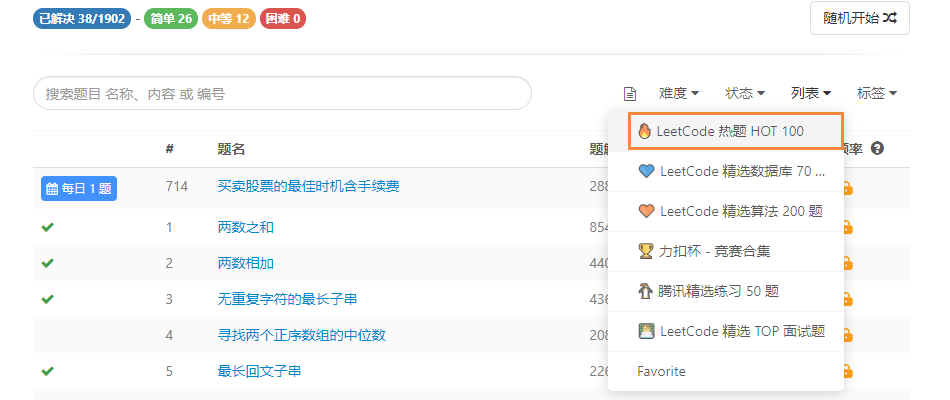 已解决 38/1902 - 简单 26 中等 12 困难 0
随机开始
搜索题目 名称、内容 或 编号
难度 状态 列表 标签
# 题名 题解 频率
每日 1 题 714 买卖股票的最佳时机含手续费 288
1 两数之和 854
2 两数相加 440
3 无重复字符的最长子串 436
4 寻找两个正序数组的中位数 208
5 最长回文子串 226
LeetCode 热题 HOT 100
LeetCode 精选数据库 70 ...
LeetCode 精选算法 200 题
力扣杯 - 竞赛合集
腾讯精选练习 50 题
LeetCode 精选 TOP 面试题
Favorite